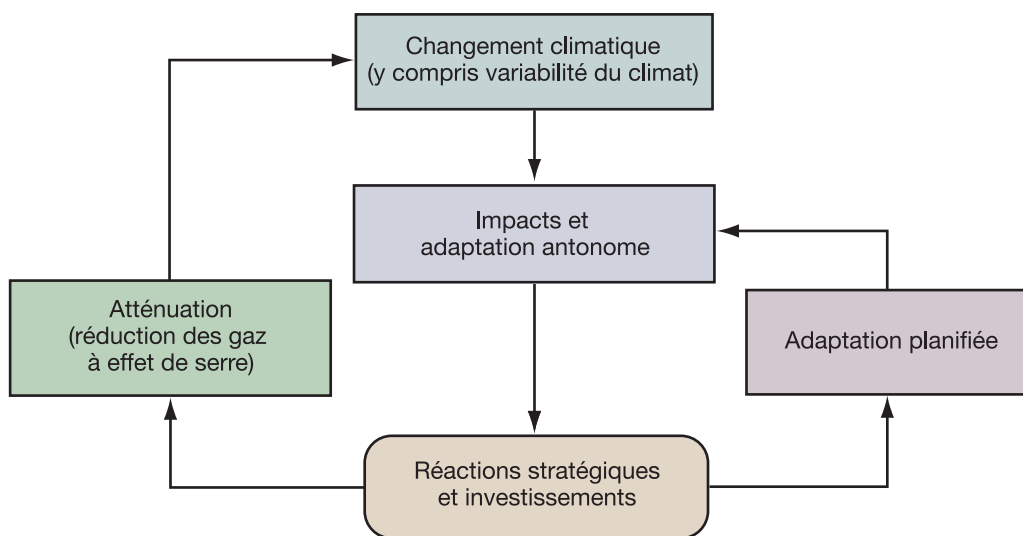 Changement climatique
(y compris variabilité du climat)
Impacts et
adaptation antonome
Atténuation
(réduction des gaz
à effet de serre)
Adaptation planifiée
Réactions stratégiques
et investissements